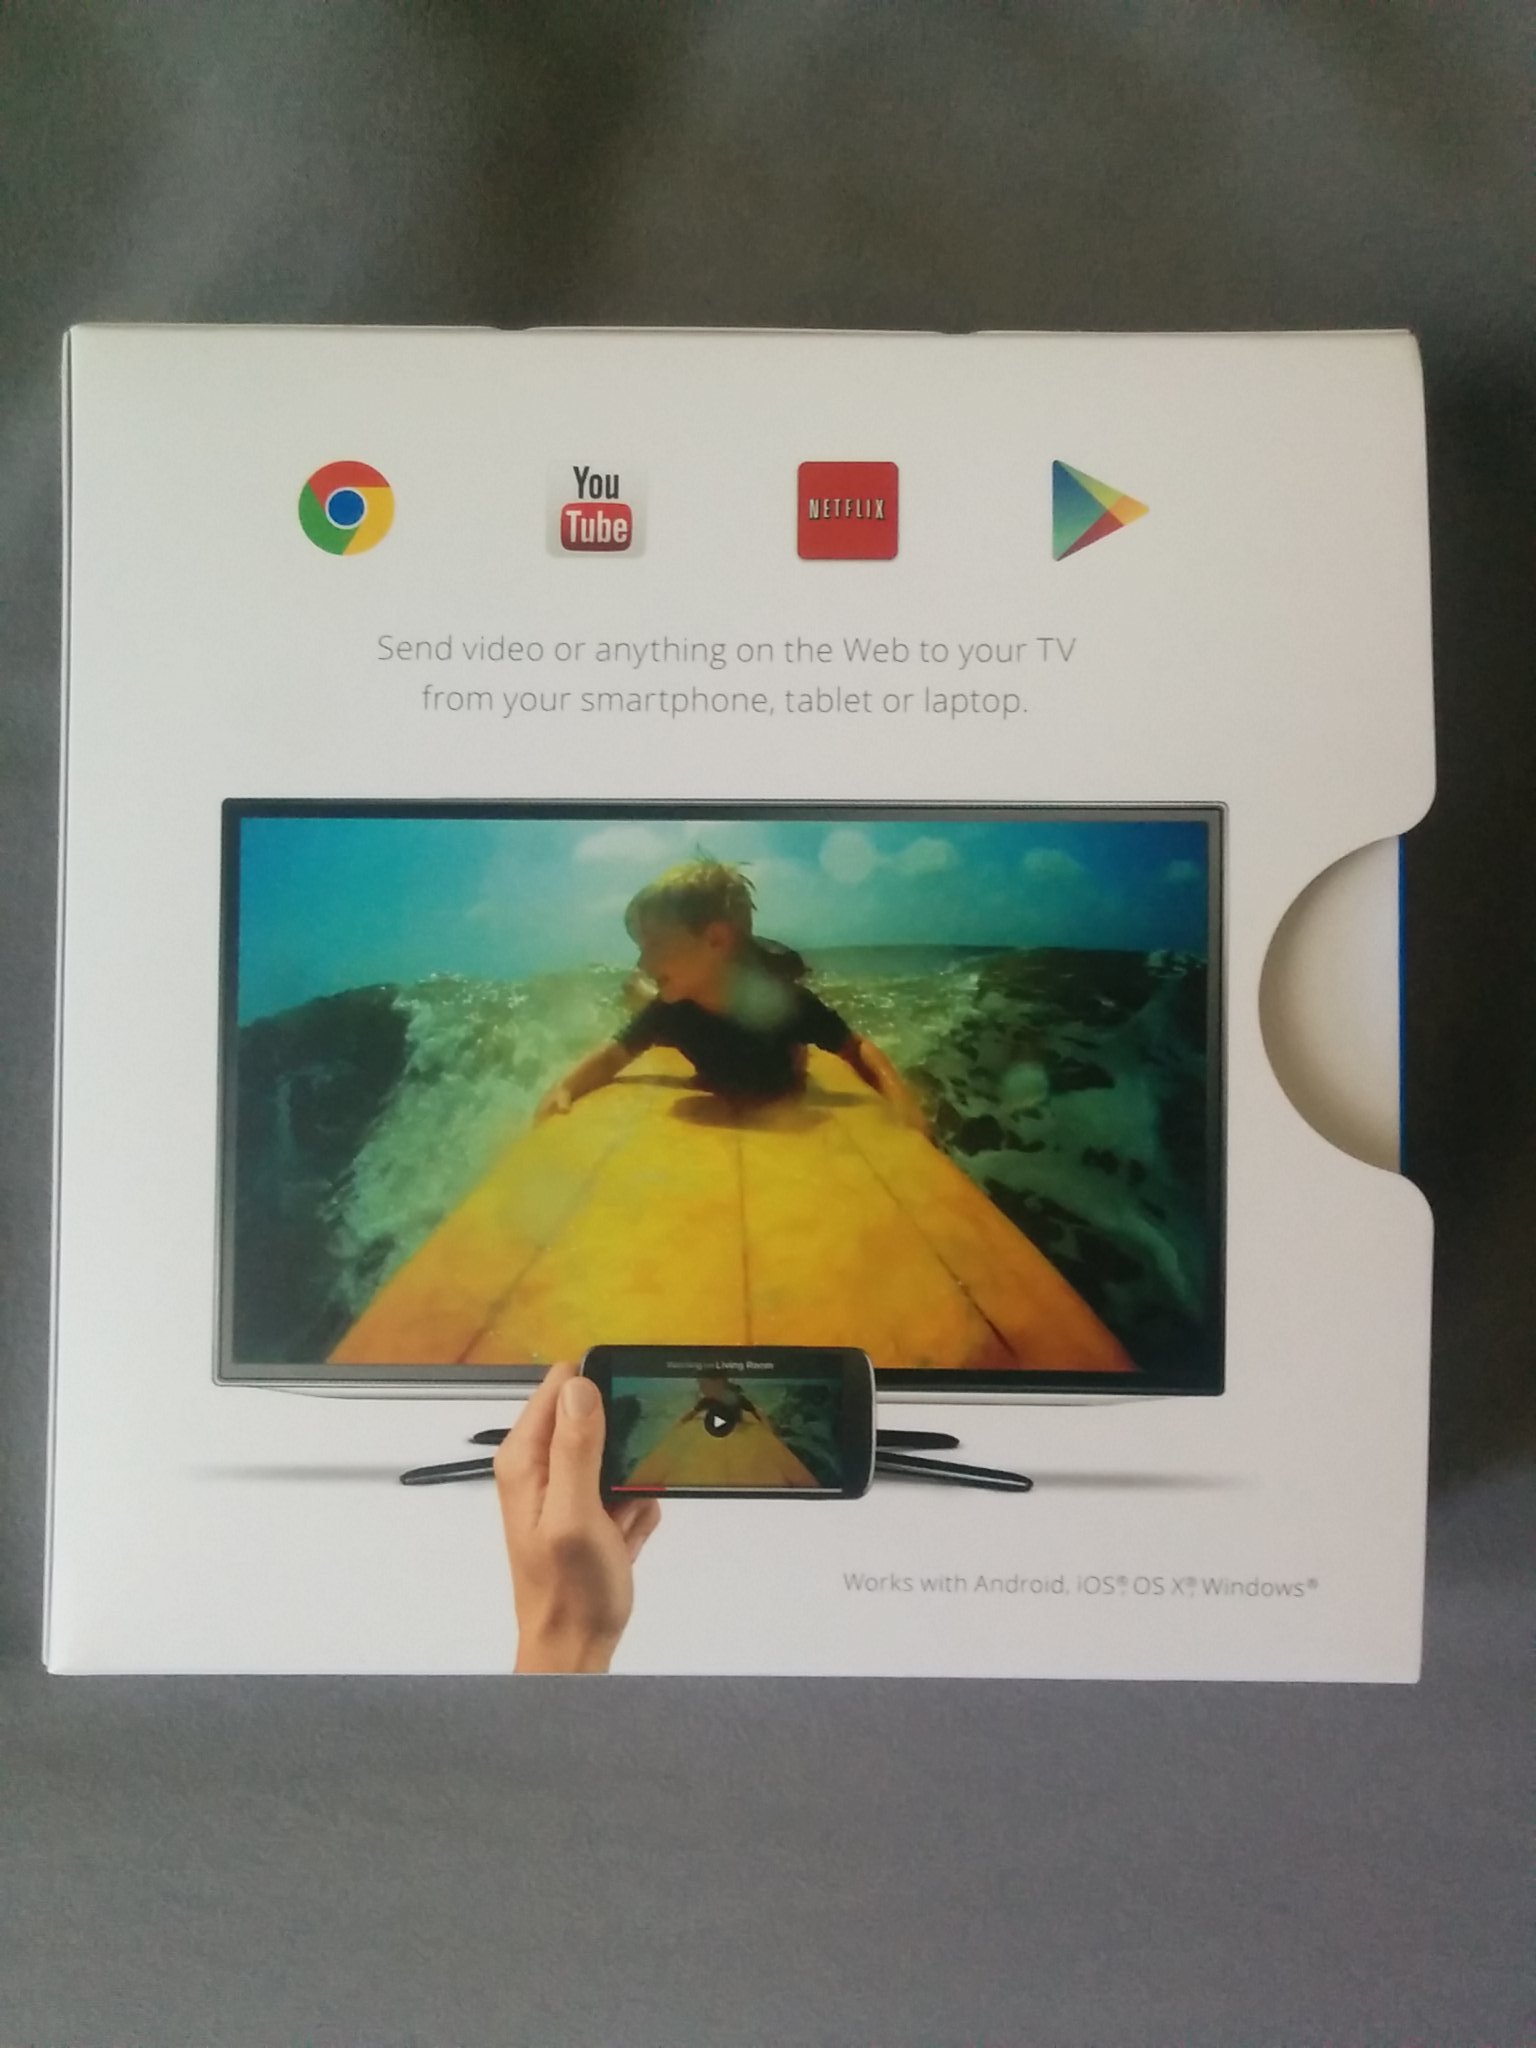 You
Tube
NETFLIX
Send video or anything on the Web to your TV
from your smartphone, tablet or laptop.
Living Room
Works with Android, iOS®, OS X®, Windows®